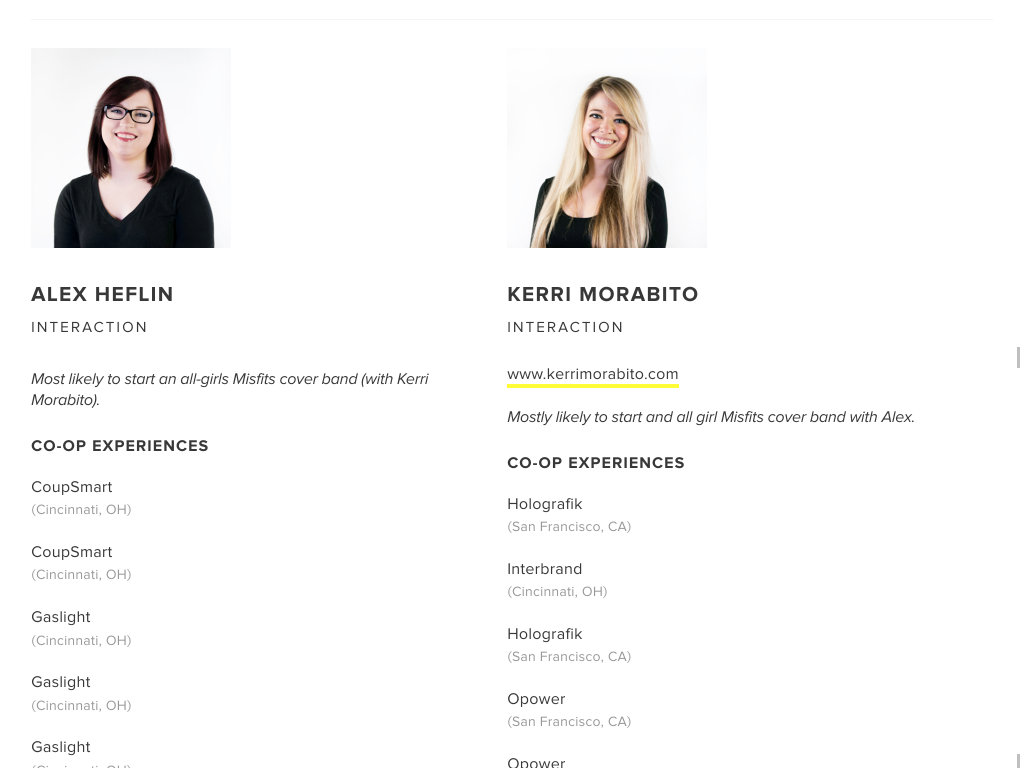 ALEX HEFLIN
INTERACTION
Most likely to start an all-girls Misfits cover band (with Kerri
Morabito).
CO-OP EXPERIENCES
CoupSmart
(Cincinnati, OH)
CoupSmart
(Cincinnati, OH)
Gaslight
(Cincinnati, OH)
Gaslight
(Cincinnati, OH)
Gaslight
(Cincinnati, OH)
KERRI MORABITO
INTERACTION
www.kerrimorabito.com
Mostly likely to start and all girl Misfits cover band with Alex.
CO-OP EXPERIENCES
Holografik
(San Francisco, CA)
Interbrand
(Cincinnati, OH)
Holografik
(San Francisco, CA)
Opower
(San Francisco, CA)
Opower